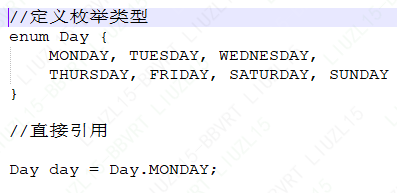 //定义枚举类型
enum Day {
    MONDAY, TUESDAY, WEDNESDAY,
    THURSDAY, FRIDAY, SATURDAY, SUNDAY
}
//直接引用
Day day = Day.MONDAY;